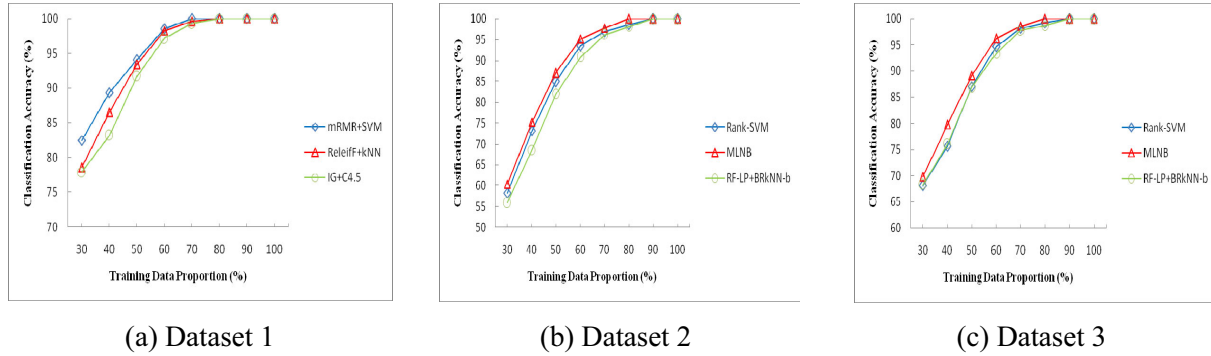 Classification Accuracy (%)
100
95
90
85
80
75
70
30 40 50 60 70 80 90 100
Training Data Proportion (%)
mRMR+SVM
ReleifF+kNN
IG+C4.5
(a) Dataset 1
Classification Accuracy (%)
100
95
90
85
80
75
70
65
60
55
50
30 40 50 60 70 80 90 100
Training Data Proportion (%)
Rank-SVM
MLNB
RF-LP+BRkNN-b
(b) Dataset 2
Classification Accuracy (%)
100
95
90
85
80
75
70
65
60
30 40 50 60 70 80 90 100
Training Data Proportion (%)
Rank-SVM
MLNB
RF-LP+BRkNN-b
(c) Dataset 3